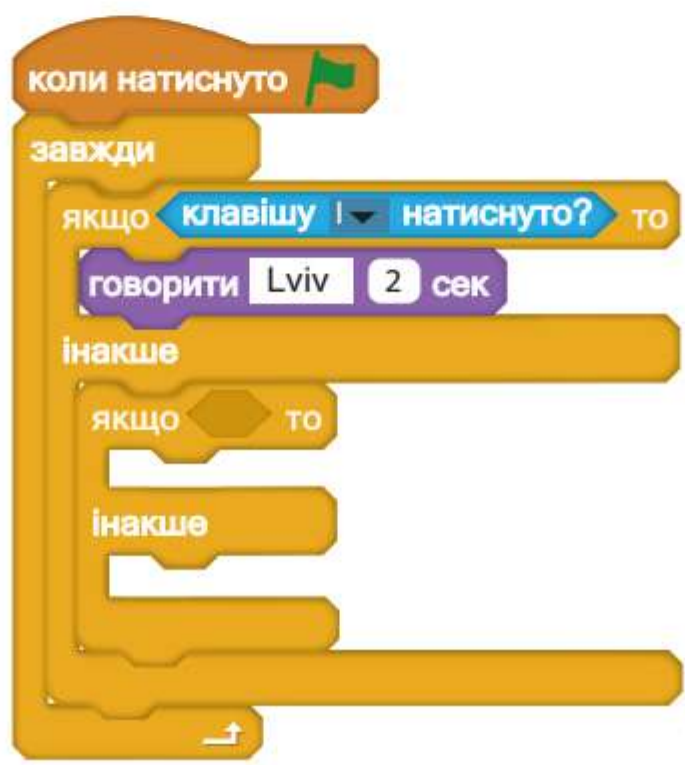 коли натиснуто
завжди
якщо клавішу l натиснуто? то
говорити Lviv 2 сек
інакше
якщо то
інакше